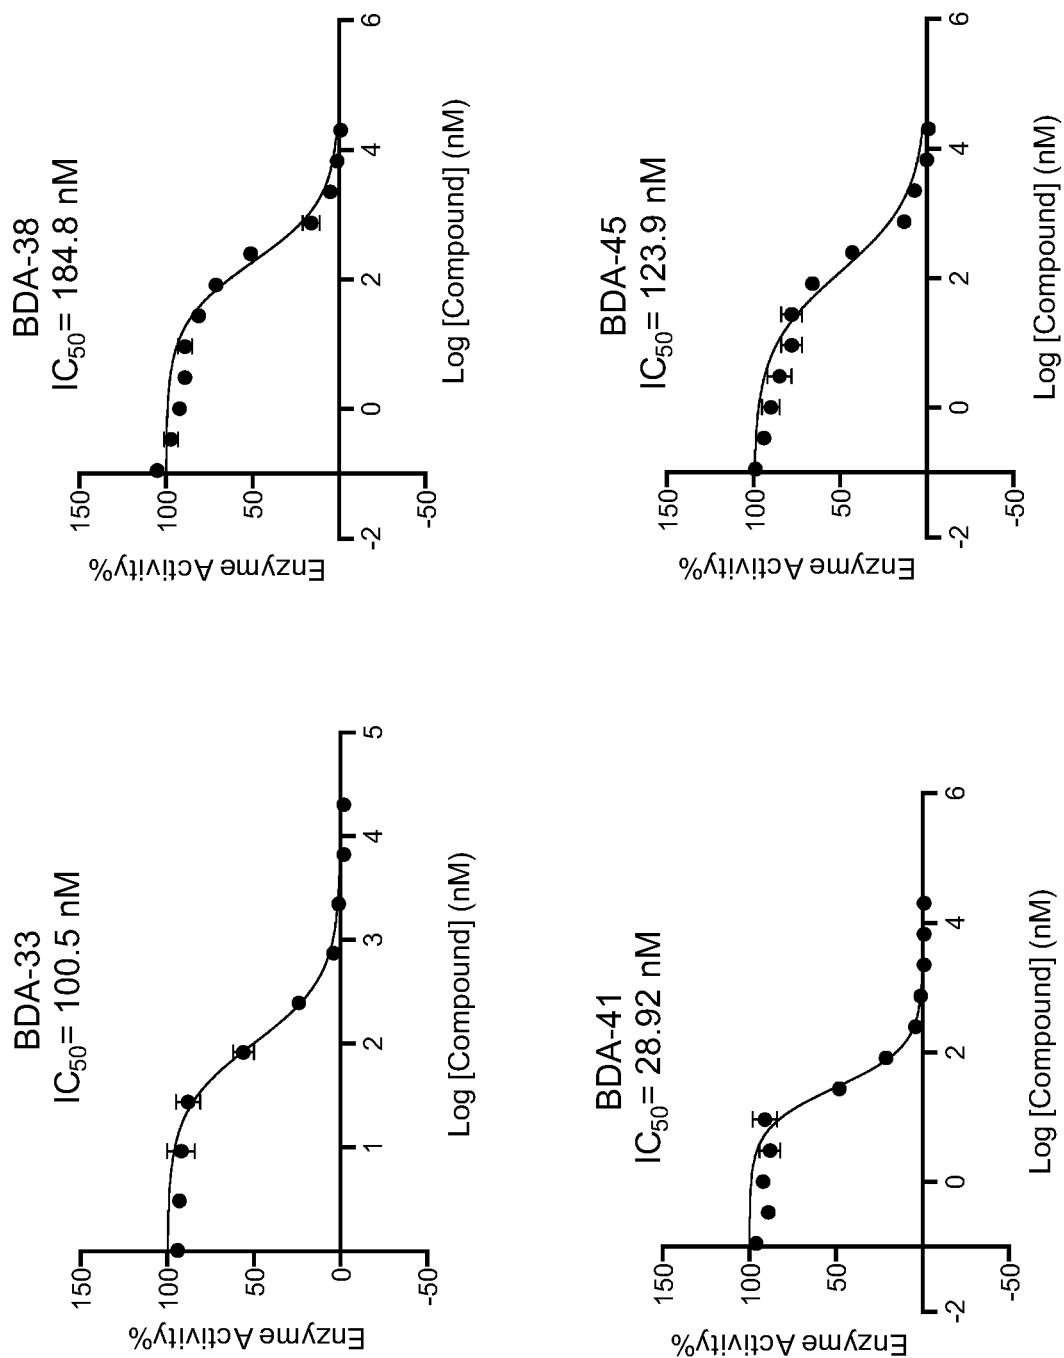 BDA-33
IC50= 100.5 nM
Enzyme Activity%
150
100
50
0
-50
1 2 3 4 5
Log [Compound] (nM)
BDA-38
IC50= 184.8 nM
Enzyme Activity%
150
100
50
-50
-2 0 2 4 6
Log [Compound] (nM)
BDA-41
IC50= 28.92 nM
Enzyme Activity%
150
100
50
-50
-2 0 2 4 6
Log [Compound] (nM)
BDA-45
IC50= 123.9 nM
Enzyme Activity%
150
100
50
-50
-2 0 2 4 6
Log [Compound] (nM)